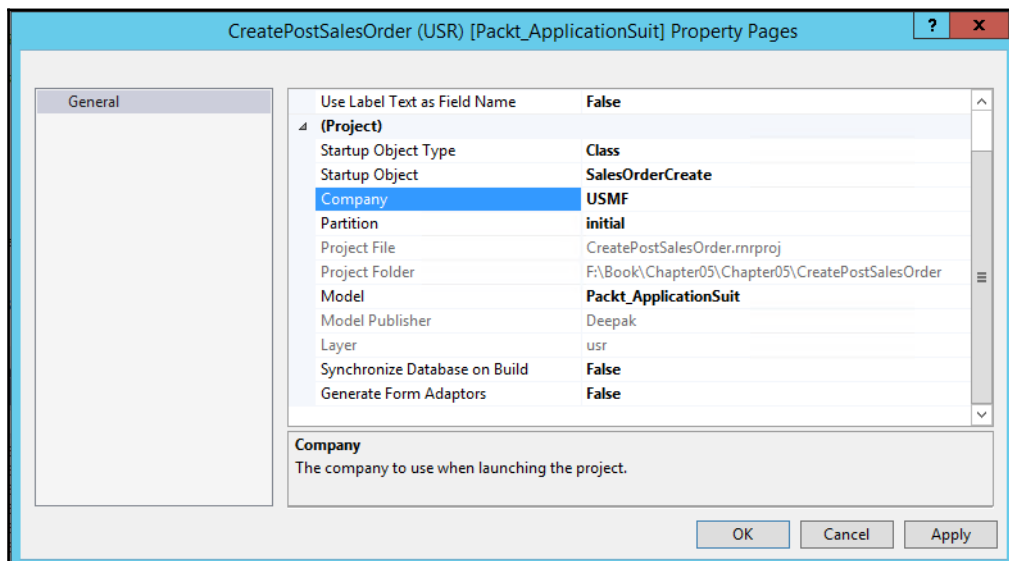 CreatePostSalesOrder (USR) [Packt_ApplicationSuit] Property Pages
? x
General
Use Label Text as Field Name False
(Project)
Startup Object Type Class
Startup Object SalesOrderCreate
Company USMF
Partition initial
Project File CreatePostSalesOrder.rnrproj
Project Folder F:\Book\Chapter05\Chapter05\CreatePostSalesOrder
Model Packt_ApplicationSuit
Model Publisher Deepak
Layer usr
Synchronize Database on Build False
Generate Form Adaptors False
Company
The company to use when launching the project.
OK Cancel Apply